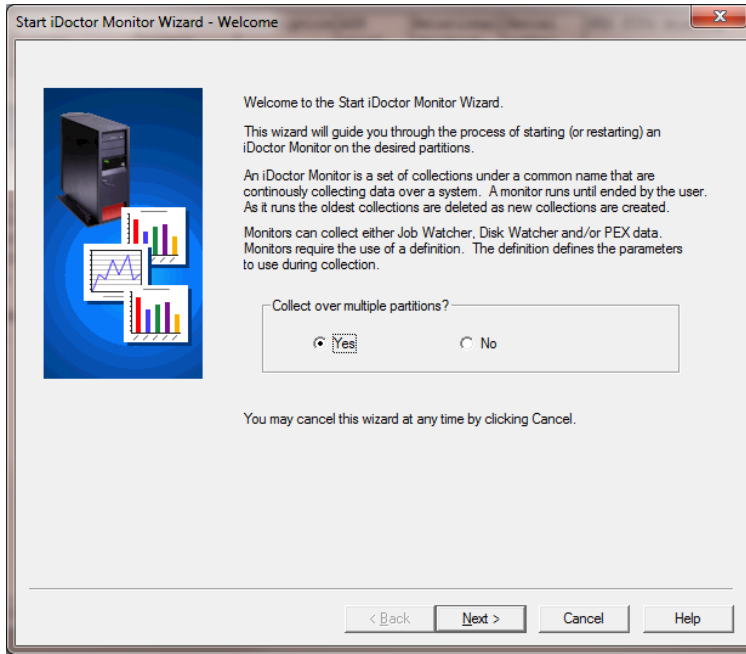 Start iDoctor Monitor Wizard - Welcome
Welcome to the Start iDoctor Monitor Wizard.
This wizard will guide you through the process of starting (or restarting) an
iDoctor Monitor on the desired partitions.
An iDoctor Monitor is a set of collections under a common name that are
continously collecting data over a system. A monitor runs until ended by the user.
As it runs the oldest collections are deleted as new collections are created.
Monitors can collect either Job Watcher, Disk Watcher and/or PEX data.
Monitors require the use of a definition. The definition defines the parameters
to use during collection.
Collect over multiple partitions?
Yes
No
You may cancel this wizard at any time by clicking Cancel.
< Back
Next >
Cancel
Help